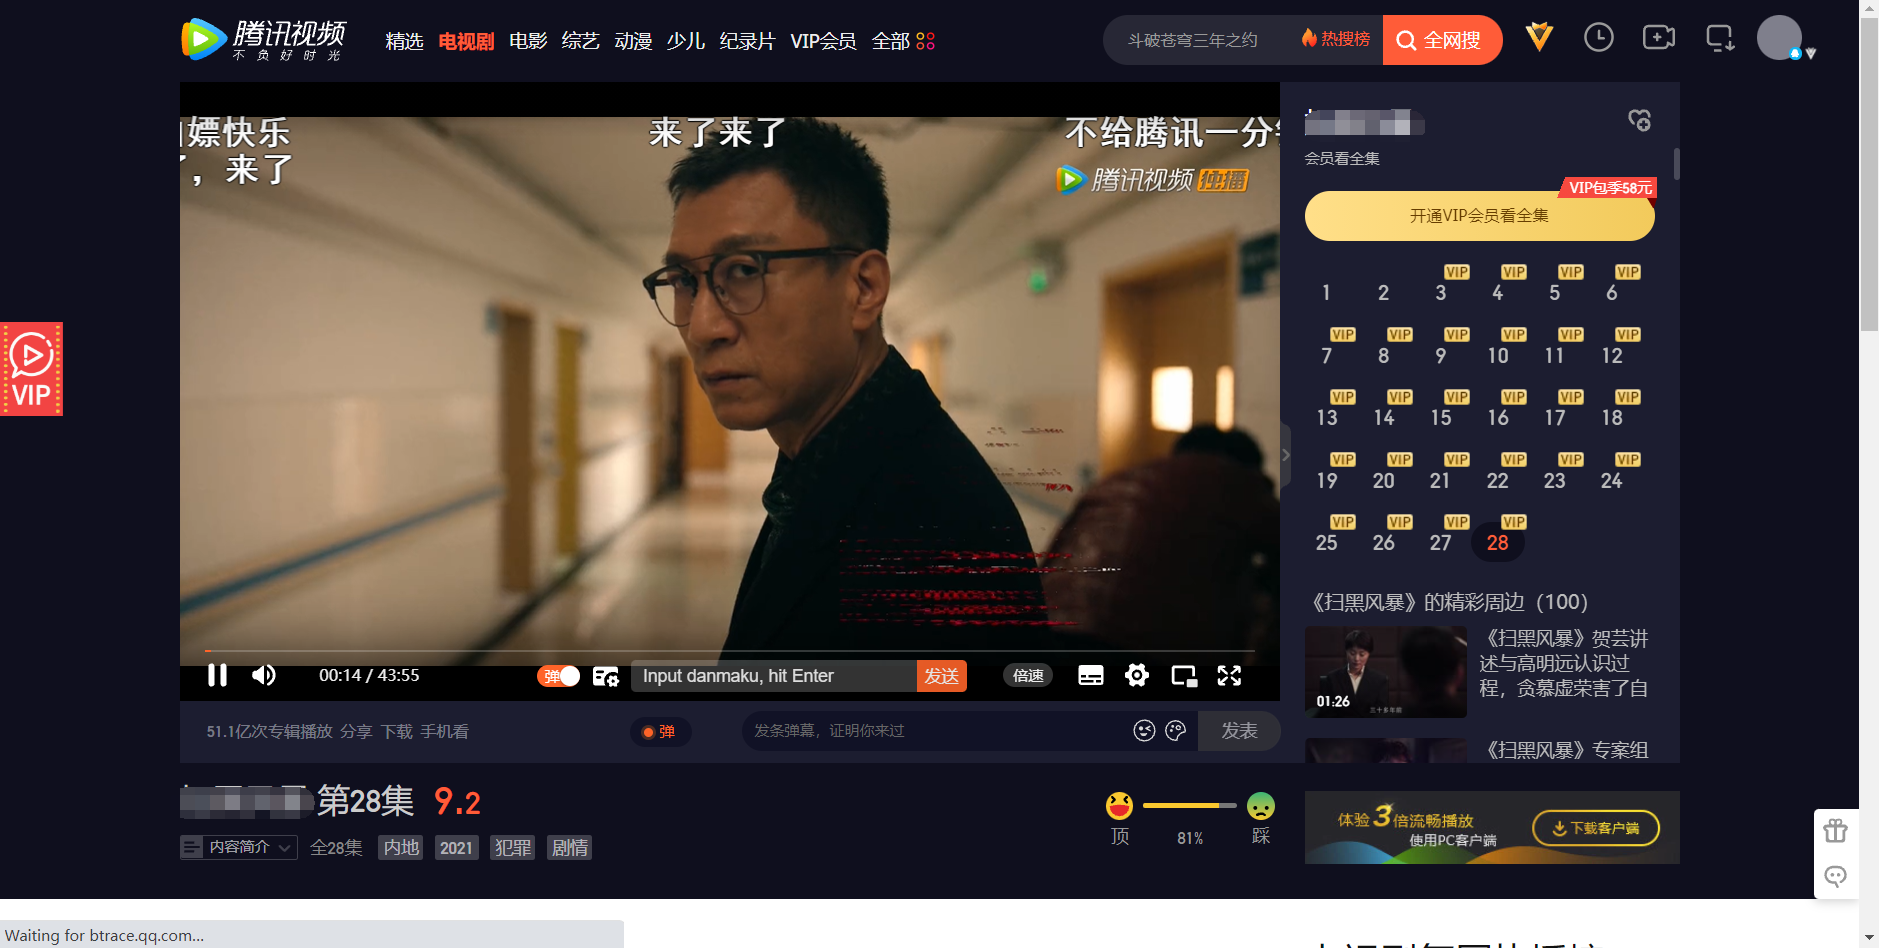 腾讯视频
不负好时光
精选 电视剧 电影 综艺 动漫 少儿 纪录片 VIP会员 全部
斗破苍穹三年之约 热搜榜 全网搜
嫖快乐 来了来了 不给腾讯一分
，来了
腾讯视频 独播
会员看全集
VIP包季58元
开通VIP会员看全集
VIP VIP VIP VIP
1 2 3 4 5 6
VIP VIP VIP VIP VIP VIP
7 8 9 10 11 12
VIP VIP VIP VIP VIP VIP
13 14 15 16 17 18
VIP VIP VIP VIP VIP VIP
19 20 21 22 23 24
VIP VIP VIP VIP
25 26 27 28
VIP
《扫黑风暴》的精彩周边（100）
《扫黑风暴》贺芸讲
述与高明远认识过
程，贪慕虚荣害了自
01:26
三十多年前
《扫黑风暴》专案组
00:14 / 43:55 弹 Input danmaku, hit Enter 发送 倍速
51.1亿次专辑播放 分享 下载 手机看 弹 发条弹幕，证明你来过 发表
第28集 9.2
顶 81% 踩
内容简介 全28集 内地 2021 犯罪 剧情
体验3倍流畅播放
使用PC客户端
下载客户端
Waiting for btrace.qq.com...